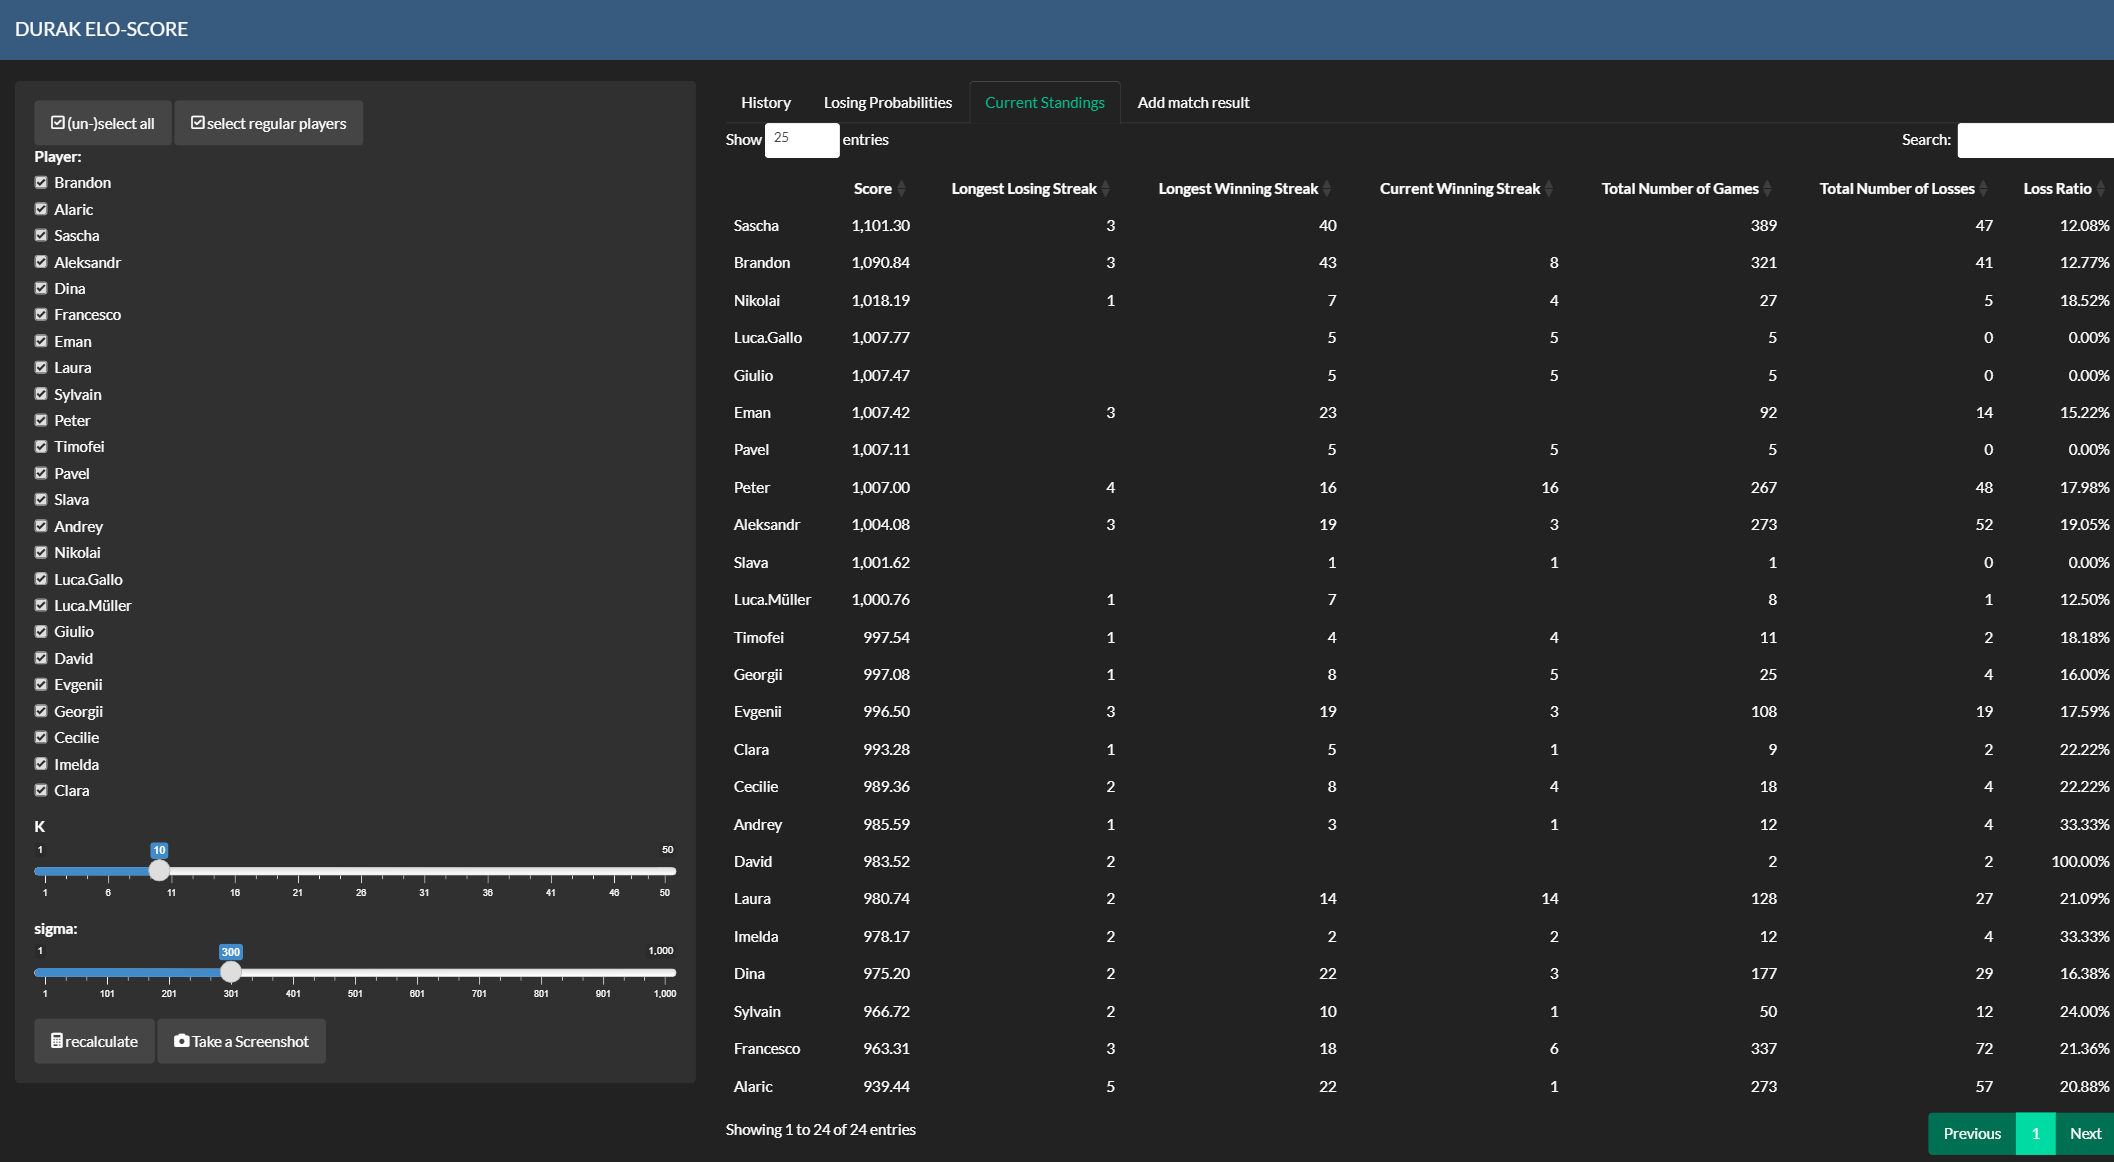 DURAK ELO-SCORE
(un-)select all select regular players
Player:
Brandon
Alaric
Sascha
Aleksandr
Dina
Francesco
Eman
Laura
Sylvain
Peter
Timofei
Pavel
Slava
Andrey
Nikolai
Luca.Gallo
Luca.Müller
Giulio
David
Evgenii
Georgii
Cecilie
Imelda
Clara
K
1 10 50
1 6 11 16 21 26 31 36 41 46 50
sigma:
1 300 1,000
1 101 201 301 401 501 601 701 801 901 1,000
recalculate Take a Screenshot
History Losing Probabilities Current Standings Add match result
Show 25 entries Search:
Score Longest Losing Streak Longest Winning Streak Current Winning Streak Total Number of Games Total Number of Losses Loss Ratio
Sascha 1,101.30 3 40 389 47 12.08%
Brandon 1,090.84 3 43 8 321 41 12.77%
Nikolai 1,018.19 1 7 4 27 5 18.52%
Luca.Gallo 1,007.77 5 5 5 0 0.00%
Giulio 1,007.47 5 5 5 0 0.00%
Eman 1,007.42 3 23 92 14 15.22%
Pavel 1,007.11 5 5 5 0 0.00%
Peter 1,007.00 4 16 16 267 48 17.98%
Aleksandr 1,004.08 3 19 3 273 52 19.05%
Slava 1,001.62 1 1 1 0 0.00%
Luca.Müller 1,000.76 1 7 8 1 12.50%
Timofei 997.54 1 4 4 11 2 18.18%
Georgii 997.08 1 8 5 25 4 16.00%
Evgenii 996.50 3 19 3 108 19 17.59%
Clara 993.28 1 5 1 9 2 22.22%
Cecilie 989.36 2 8 4 18 4 22.22%
Andrey 985.59 1 3 1 12 4 33.33%
David 983.52 2 2 2 100.00%
Laura 980.74 2 14 14 128 27 21.09%
Imelda 978.17 2 2 2 12 4 33.33%
Dina 975.20 2 22 3 177 29 16.38%
Sylvain 966.72 2 10 1 50 12 24.00%
Francesco 963.31 3 18 6 337 72 21.36%
Alaric 939.44 5 22 1 273 57 20.88%
Showing 1 to 24 of 24 entries
Previous 1 Next